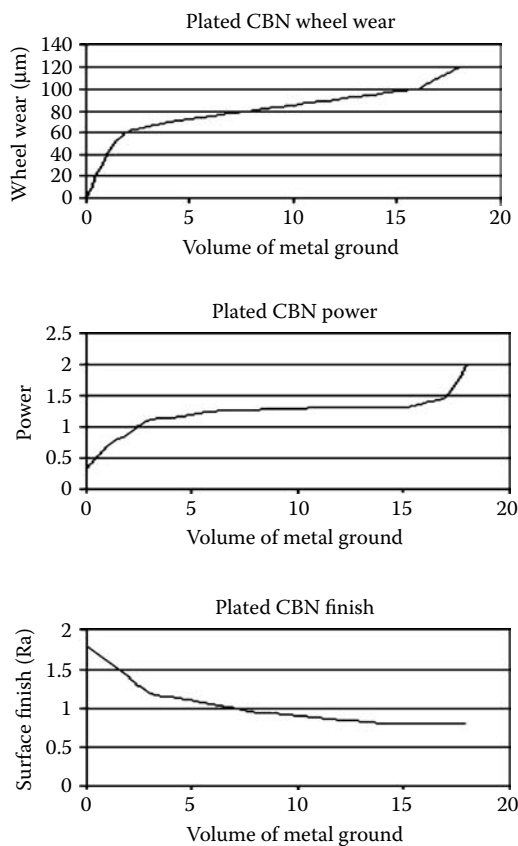 Plated CBN wheel wear
Wheel wear (μm)
140
120
100
80
60
40
20
0
0 5 10 15 20
Volume of metal ground
Plated CBN power
Power
2.5
2
1.5
1
0.5
0
0 5 10 15 20
Volume of metal ground
Plated CBN finish
Surface finish (Ra)
2
1.5
1
0.5
0
0 5 10 15 20
Volume of metal ground